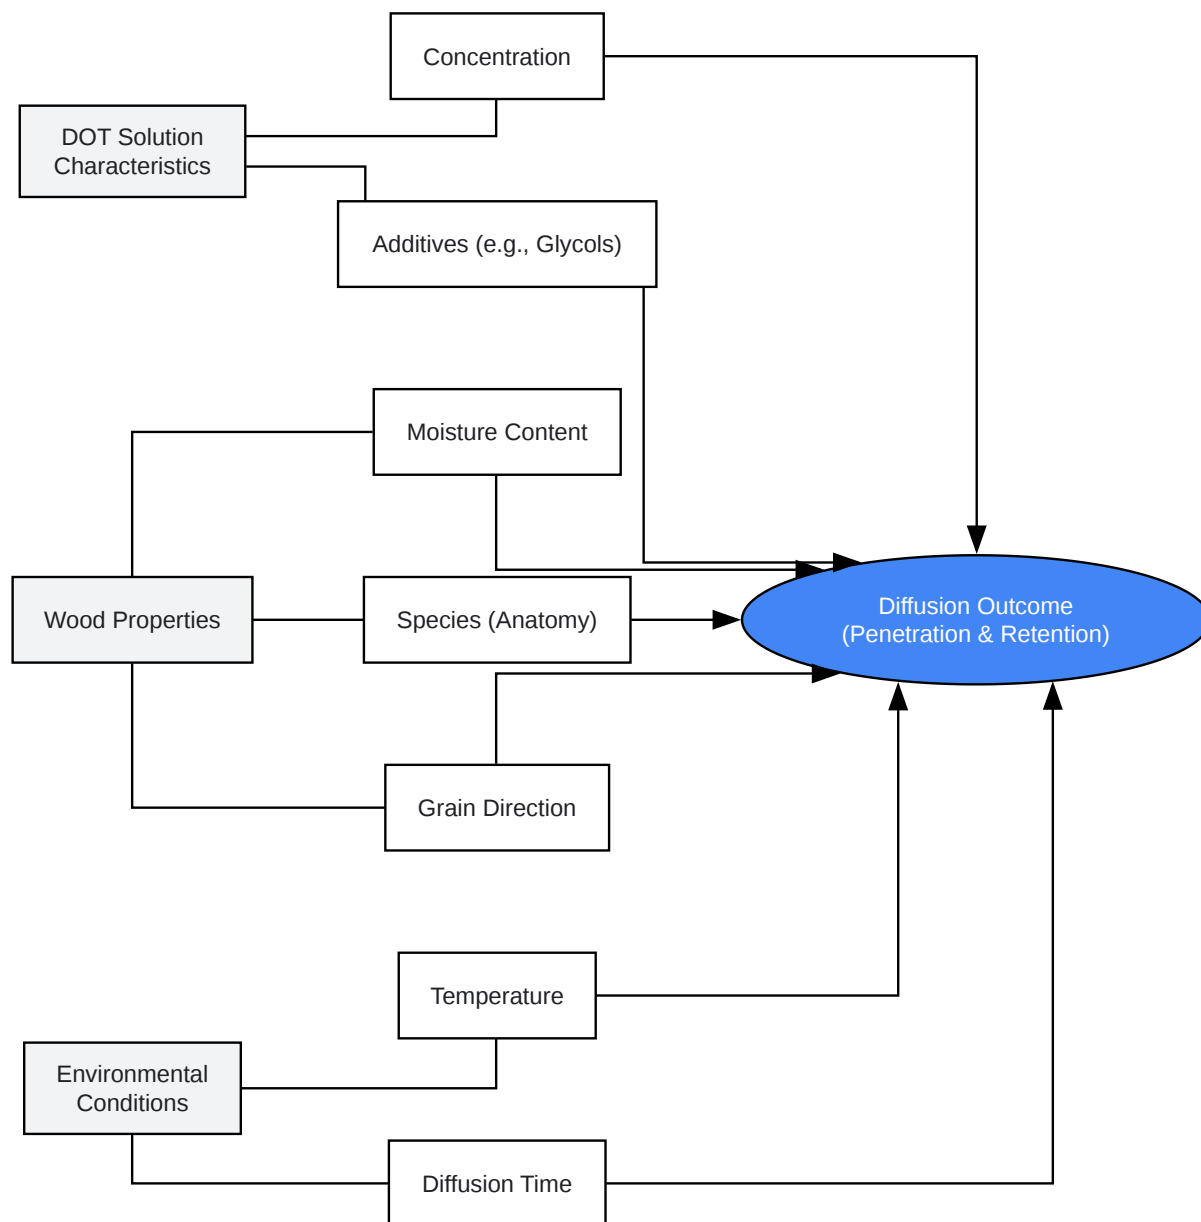 Concentration
DOT Solution
Characteristics
Additives (e.g., Glycols)
Moisture Content
Wood Properties
Species (Anatomy)
Diffusion Outcome
(Penetration & Retention)
Grain Direction
Temperature
Environmental
Conditions
Diffusion Time